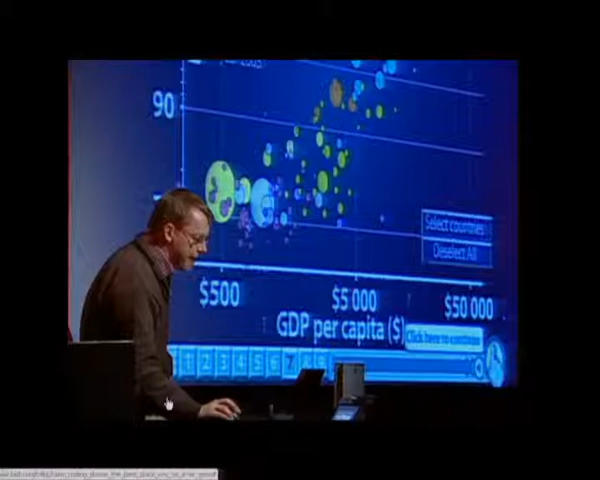 90
Select countries
Deselect All
$500
$5 000
$50 000
GDP per capita ($)
Click here to continue
1 2 3 4 5 6 7